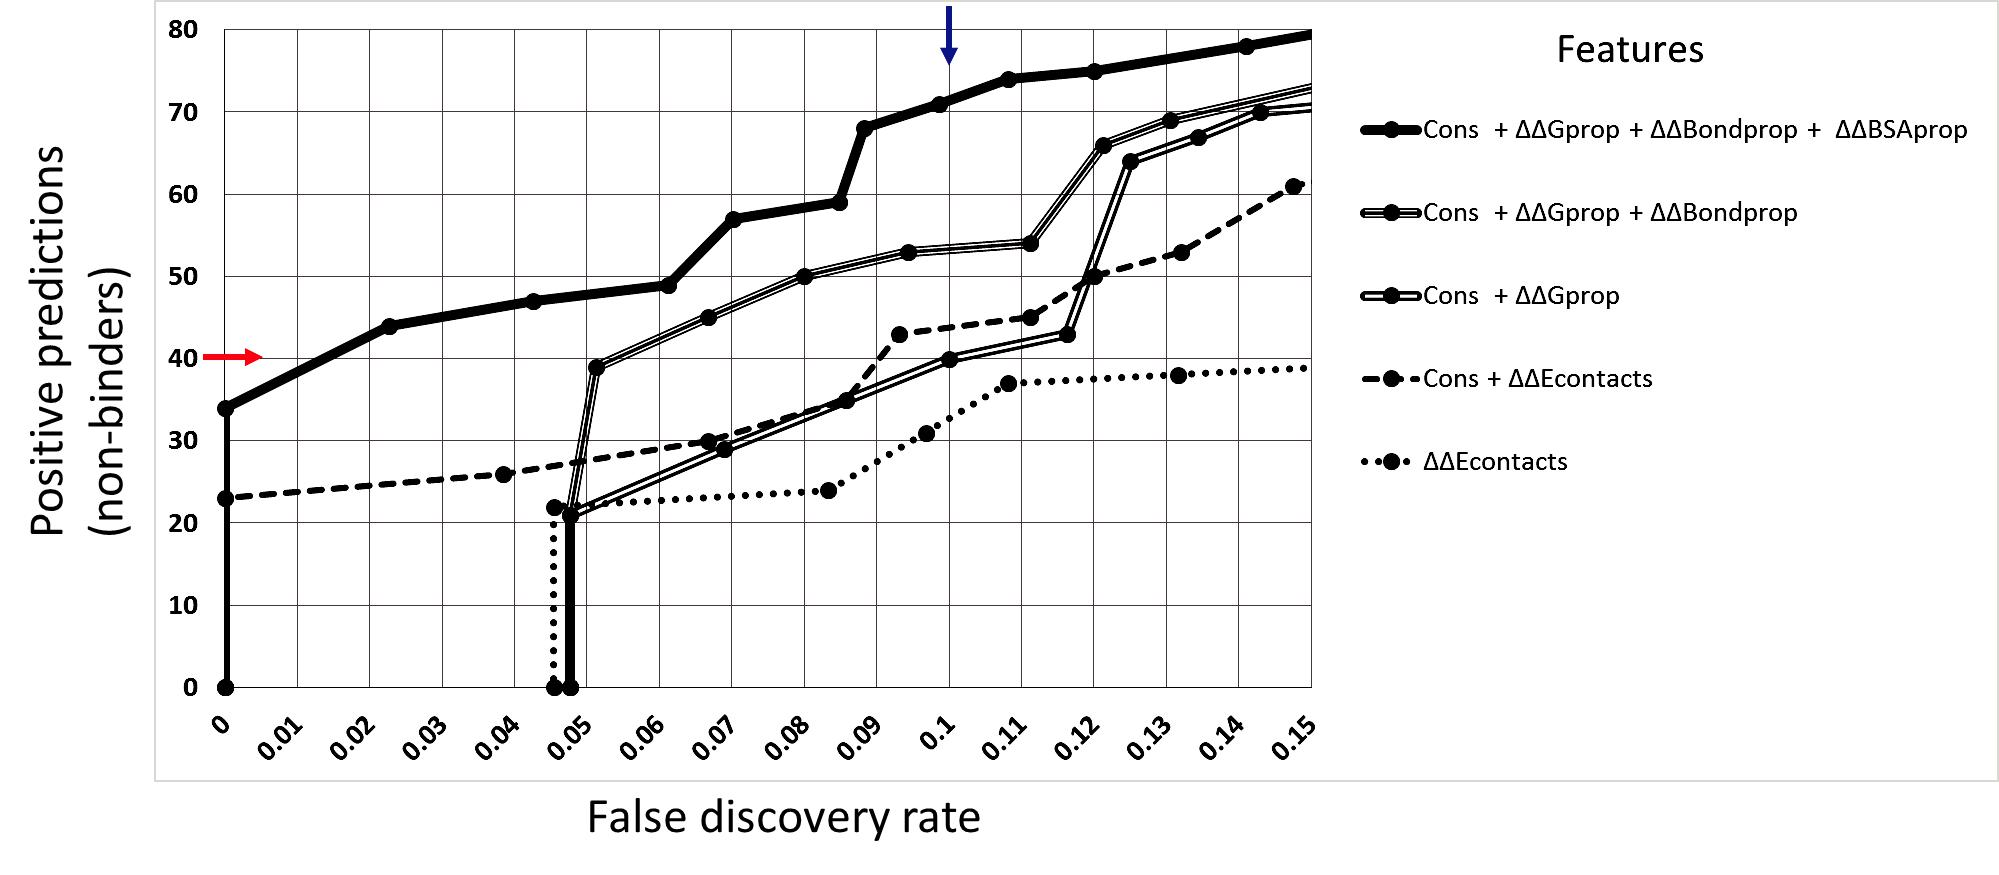 Positive predictions
(non-binders)
80
70
60
50
40
30
20
10
0
0
0.01
0.02
0.03
0.04
0.05
0.06
0.07
0.08
0.09
0.1
0.11
0.12
0.13
0.14
0.15
False discovery rate
Features
Cons + ΔΔGprop + ΔΔBondprop + ΔΔBSAprop
Cons + ΔΔGprop + ΔΔBondprop
Cons + ΔΔGprop
Cons + ΔΔEcontacts
ΔΔEcontacts